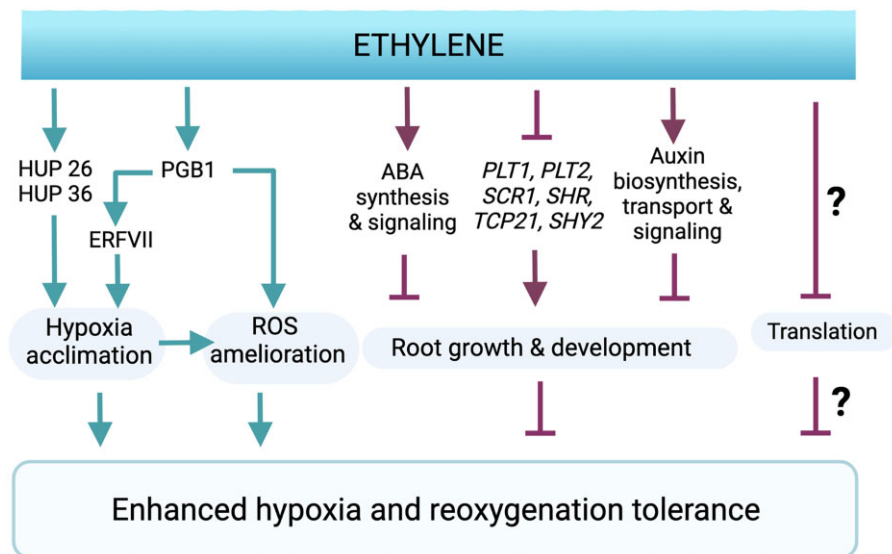 ETHYLENE
HUP 26
HUP 36
PGB1
ERFVII
ABA
synthesis
& signaling
PLT1, PLT2,
SCR1, SHR,
TCP21, SHY2
Auxin
biosynthesis,
transport &
signaling
?
Hypoxia
acclimation
ROS
amelioration
Root growth & development
Translation
?
Enhanced hypoxia and reoxygenation tolerance